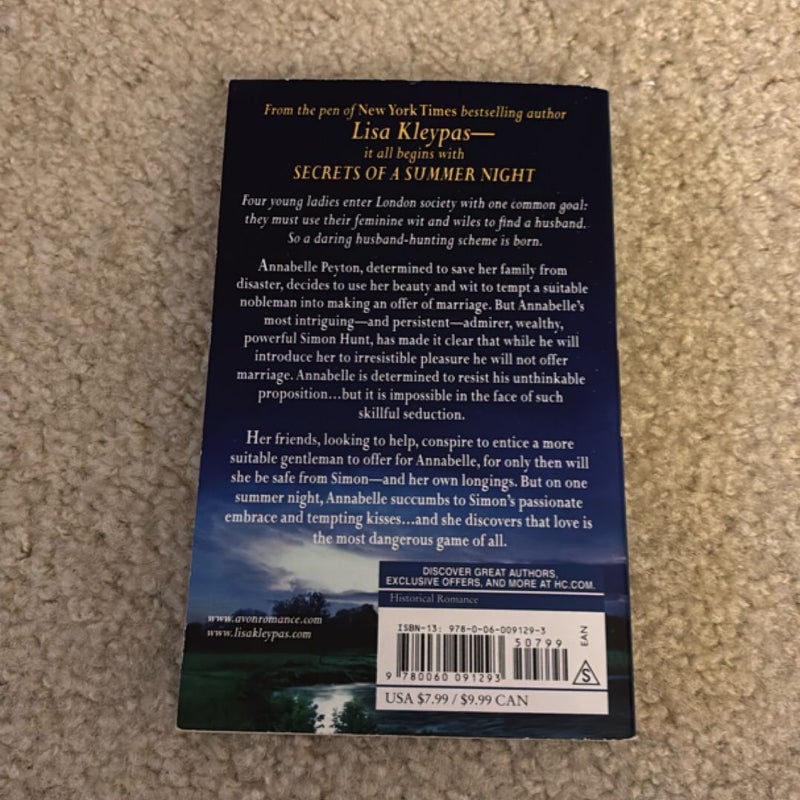 From the pen of New York Times bestselling author
Lisa Kleypas—
it all begins with
SECRETS OF A SUMMER NIGHT
Four young ladies enter London society with one common goal:
they must use their feminine wit and wiles to find a husband.
So a daring husband-hunting scheme is born.
Annabelle Peyton, determined to save her family from
disaster, decides to use her beauty and wit to tempt a suitable
nobleman into making an offer of marriage. But Annabelle's
most intriguing—and persistent—admirer, wealthy,
powerful Simon Hunt, has made it clear that while he will
introduce her to irresistible pleasure he will not offer
marriage. Annabelle is determined to resist his unthinkable
proposition...but it is impossible in the face of such
skillful seduction.
Her friends, looking to help, conspire to entice a more
suitable gentleman to offer for Annabelle, for only then will
she be safe from Simon—and her own longings. But on one
summer night, Annabelle succumbs to Simon's passionate
embrace and tempting kisses...and she discovers that love is
the most dangerous game of all.
DISCOVER GREAT AUTHORS,
EXCLUSIVE OFFERS, AND MORE AT HC.COM.
Historical Romance
www.avonromance.com
www.lisakleypas.com
ISBN-13: 978-0-06-009129-3
50799
EAN
9 780060 091293
S
USA $7.99 / $9.99 CAN